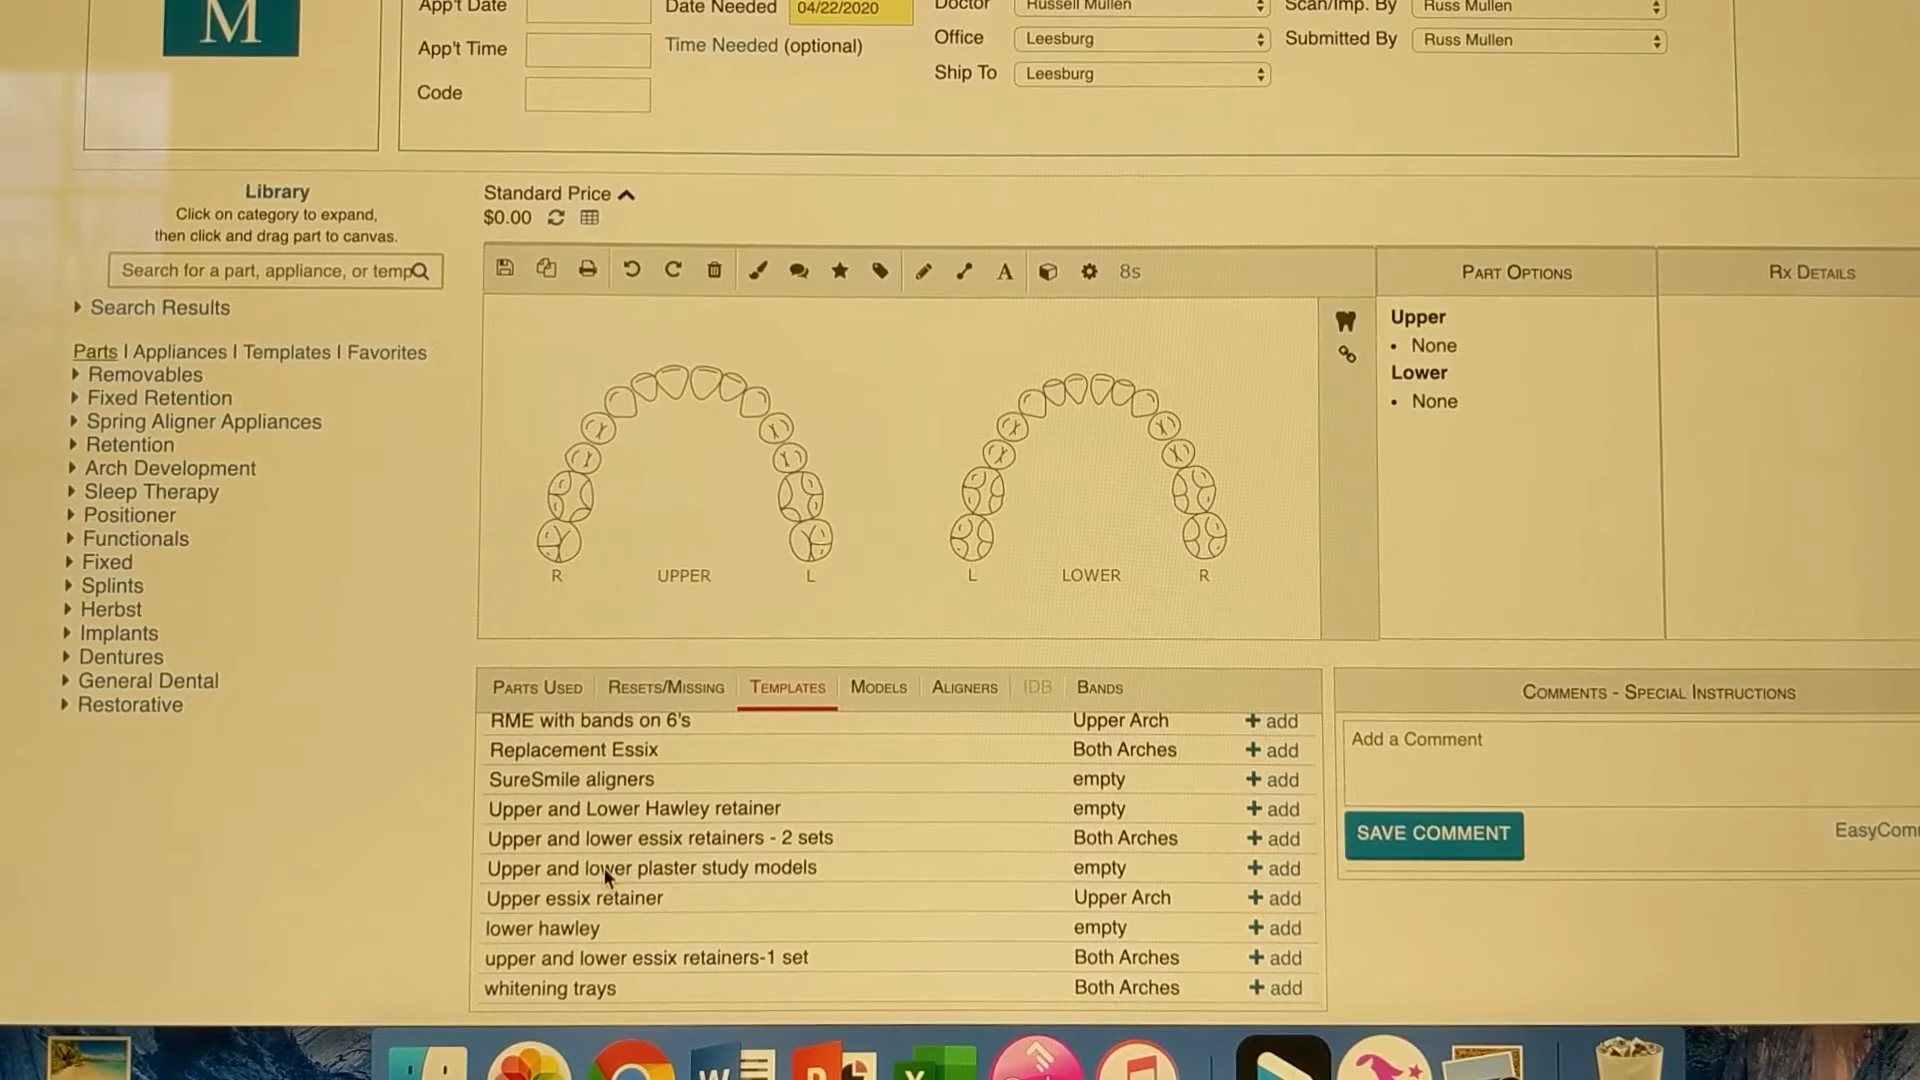 M
App't Date
Date Needed 04/22/2020
Doctor Russell Mullen
Scan/Imp. By Russ Mullen
App't Time
Time Needed (optional)
Office Leesburg
Submitted By Russ Mullen
Ship To Leesburg
Code
Library
Click on category to expand,
then click and drag part to canvas.
Search for a part, appliance, or temp
Search Results
Parts | Appliances | Templates | Favorites
Removables
Fixed Retention
Spring Aligner Appliances
Retention
Arch Development
Sleep Therapy
Positioner
Functionals
Fixed
Splints
Herbst
Implants
Dentures
General Dental
Restorative
Standard Price
$0.00
A 8s
R UPPER L
L LOWER R
PART OPTIONS
RX DETAILS
Upper
• None
Lower
• None
PARTS USED RESETS/MISSING TEMPLATES MODELS ALIGNERS IDB BANDS
RME with bands on 6's Upper Arch + add
Replacement Essix Both Arches + add
SureSmile aligners empty + add
Upper and Lower Hawley retainer empty + add
Upper and lower essix retainers - 2 sets Both Arches + add
Upper and lower plaster study models empty + add
Upper essix retainer Upper Arch + add
lower hawley empty + add
upper and lower essix retainers-1 set Both Arches + add
whitening trays Both Arches + add
COMMENTS - SPECIAL INSTRUCTIONS
Add a Comment
SAVE COMMENT
EasyCom
W P X